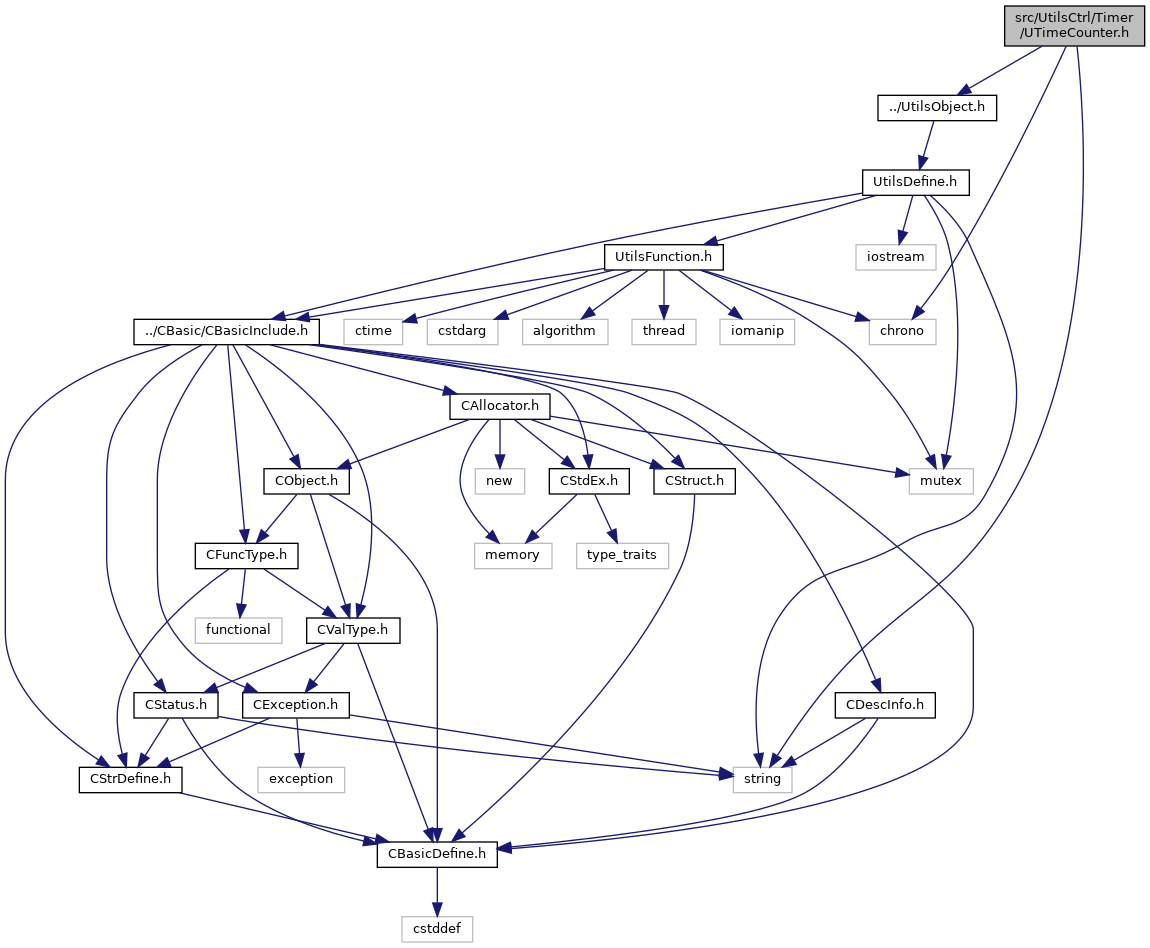 src/UtilsCtrl/Timer
/UTimeCounter.h
../UtilsObject.h
UtilsDefine.h
UtilsFunction.h
iostream
../CBasic/CBasicInclude.h
ctime
cstdarg
algorithm
thread
iomanip
chrono
CAllocator.h
CObject.h
new
CStdEx.h
CStruct.h
mutex
CFuncType.h
memory
type_traits
functional
CValType.h
CStatus.h
CException.h
CDescInfo.h
CStrDefine.h
exception
string
CBasicDefine.h
cstddef